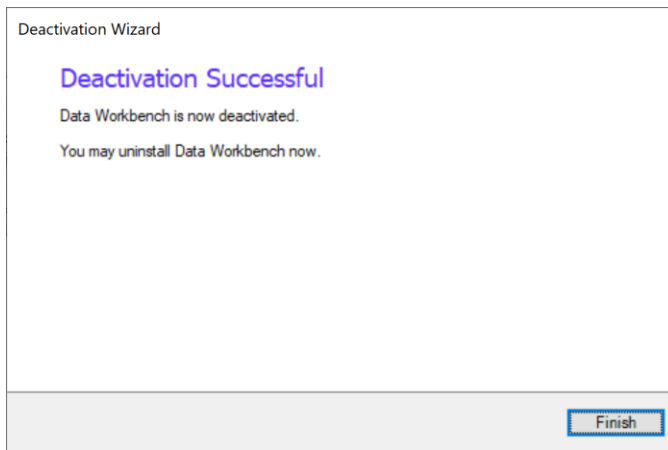 Deactivation Wizard
Deactivation Successful
Data Workbench is now deactivated.
You may uninstall Data Workbench now.
Finish